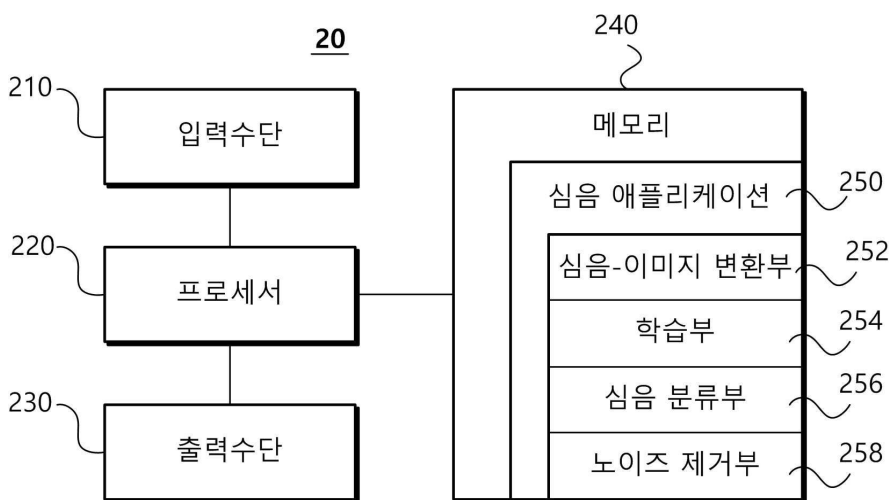 20
240
210
입력수단
메모리
심음 애플리케이션
250
220
프로세서
심음-이미지 변환부
252
학습부
254
230
출력수단
심음 분류부
256
노이즈 제거부
258